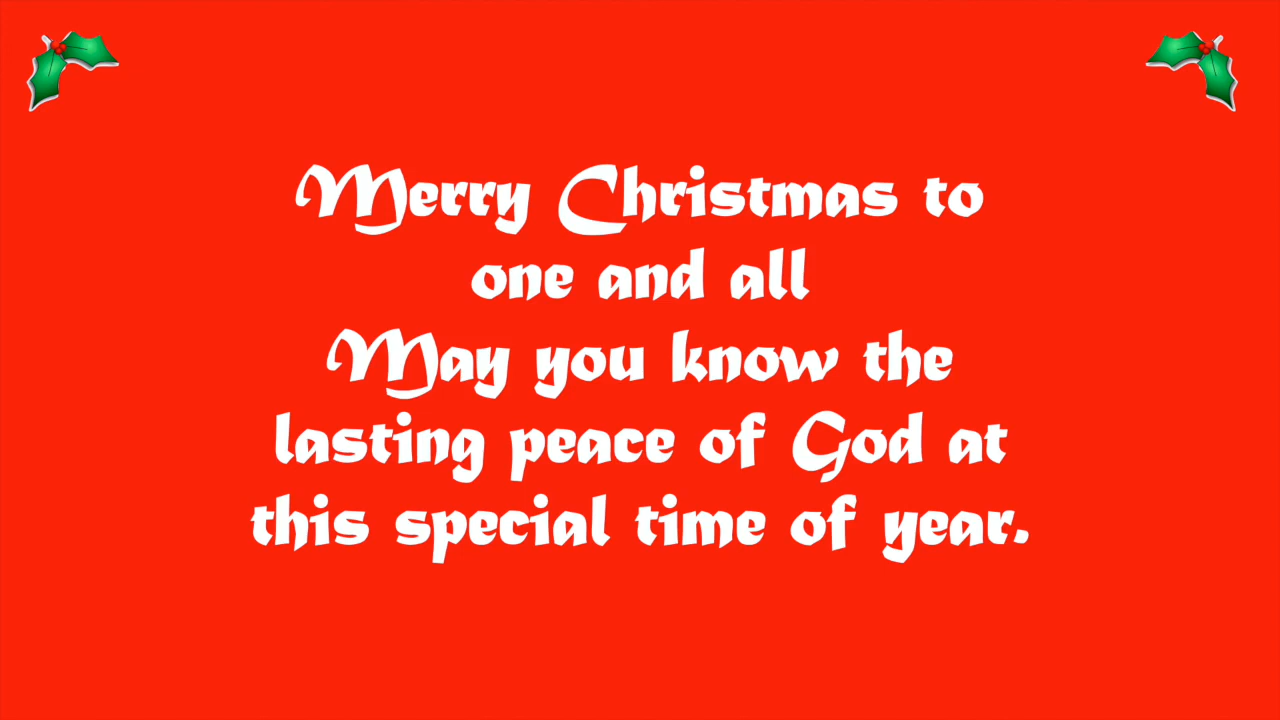 Merry Christmas to
one and all
May you know the
lasting peace of God at
this special time of year.